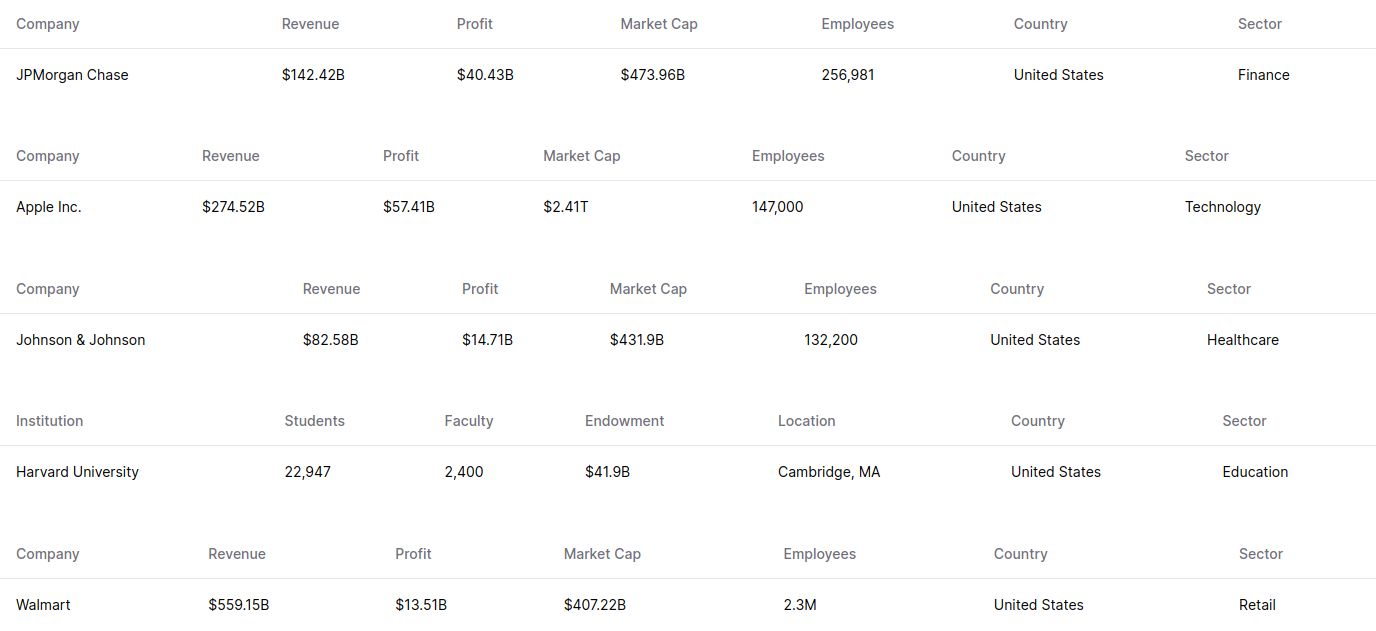 Company Revenue Profit Market Cap Employees Country Sector
JPMorgan Chase $142.42B $40.43B $473.96B 256,981 United States Finance
Company Revenue Profit Market Cap Employees Country Sector
Apple Inc. $274.52B $57.41B $2.41T 147,000 United States Technology
Company Revenue Profit Market Cap Employees Country Sector
Johnson & Johnson $82.58B $14.71B $431.9B 132,200 United States Healthcare
Institution Students Faculty Endowment Location Country Sector
Harvard University 22,947 2,400 $41.9B Cambridge, MA United States Education
Company Revenue Profit Market Cap Employees Country Sector
Walmart $559.15B $13.51B $407.22B 2.3M United States Retail